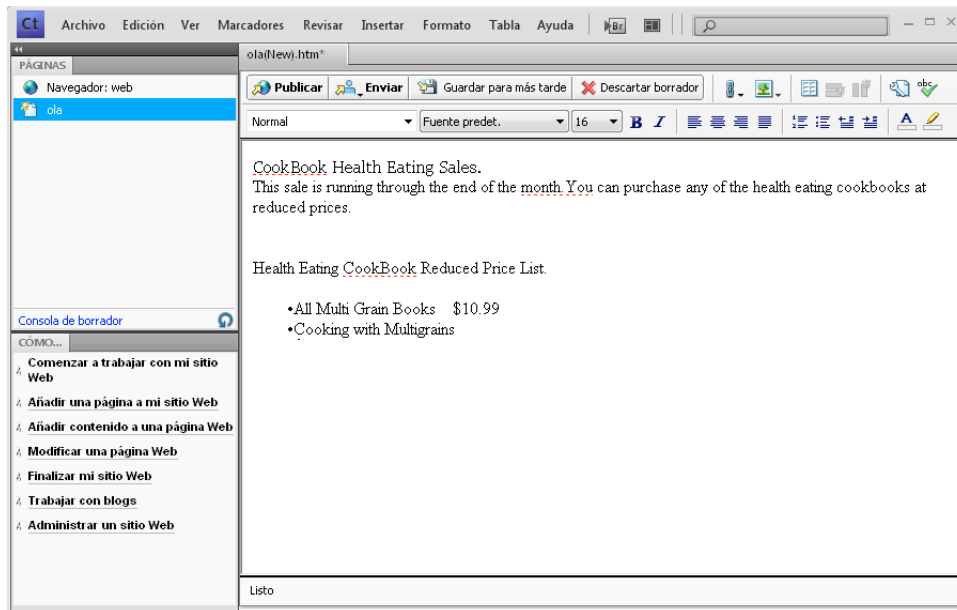 Ct Archivo Edición Ver Marcadores Revisar Insertar Formato Tabla Ayuda Br
PÁGINAS
Navegador: web
ola
Consola de borrador
CÓMO...
Comenzar a trabajar con mi sitio
Web
Añadir una página a mi sitio Web
Añadir contenido a una página Web
Modificar una página Web
Finalizar mi sitio Web
Trabajar con blogs
Administrar un sitio Web
ola(New).htm*
Publicar Enviar Guardar para más tarde Descartar borrador abc
Normal Fuente predet. 16 B I A
CookBook Health Eating Sales.
This sale is running through the end of the month.You can purchase any of the health eating cookbooks at
reduced prices.
Health Eating CookBook Reduced Price List.
•All Multi Grain Books $10.99
•Cooking with Multigrains
Listo